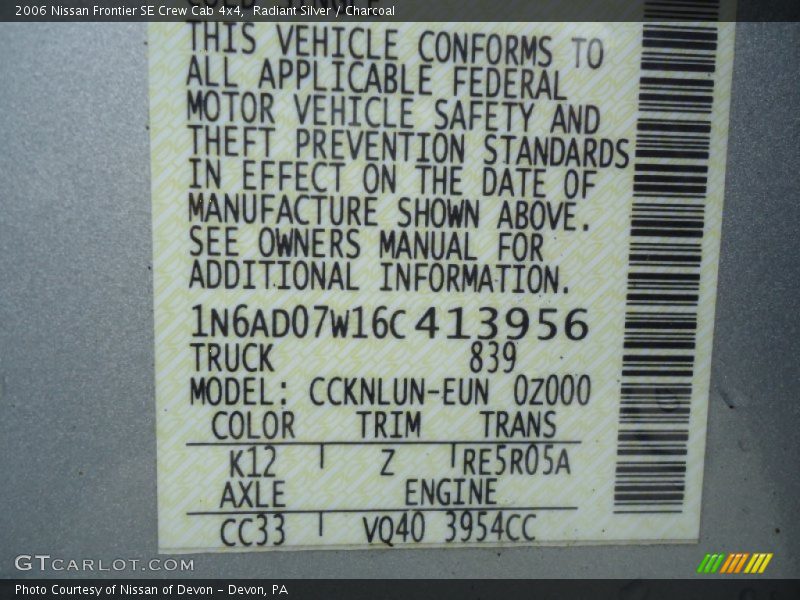 2006 Nissan Frontier SE Crew Cab 4x4, Radiant Silver / Charcoal
THIS VEHICLE CONFORMS TO
ALL APPLICABLE FEDERAL
MOTOR VEHICLE SAFETY AND
THEFT PREVENTION STANDARDS
IN EFFECT ON THE DATE OF
MANUFACTURE SHOWN ABOVE.
SEE OWNERS MANUAL FOR
ADDITIONAL INFORMATION.
1N6AD07W16C413956
TRUCK 839
MODEL: CCKNLUN-EUN 0Z000
COLOR TRIM TRANS
K12 Z RE5R05A
AXLE ENGINE
CC33 VQ40 3954CC
GTCARLOT.COM
Photo Courtesy of Nissan of Devon - Devon, PA